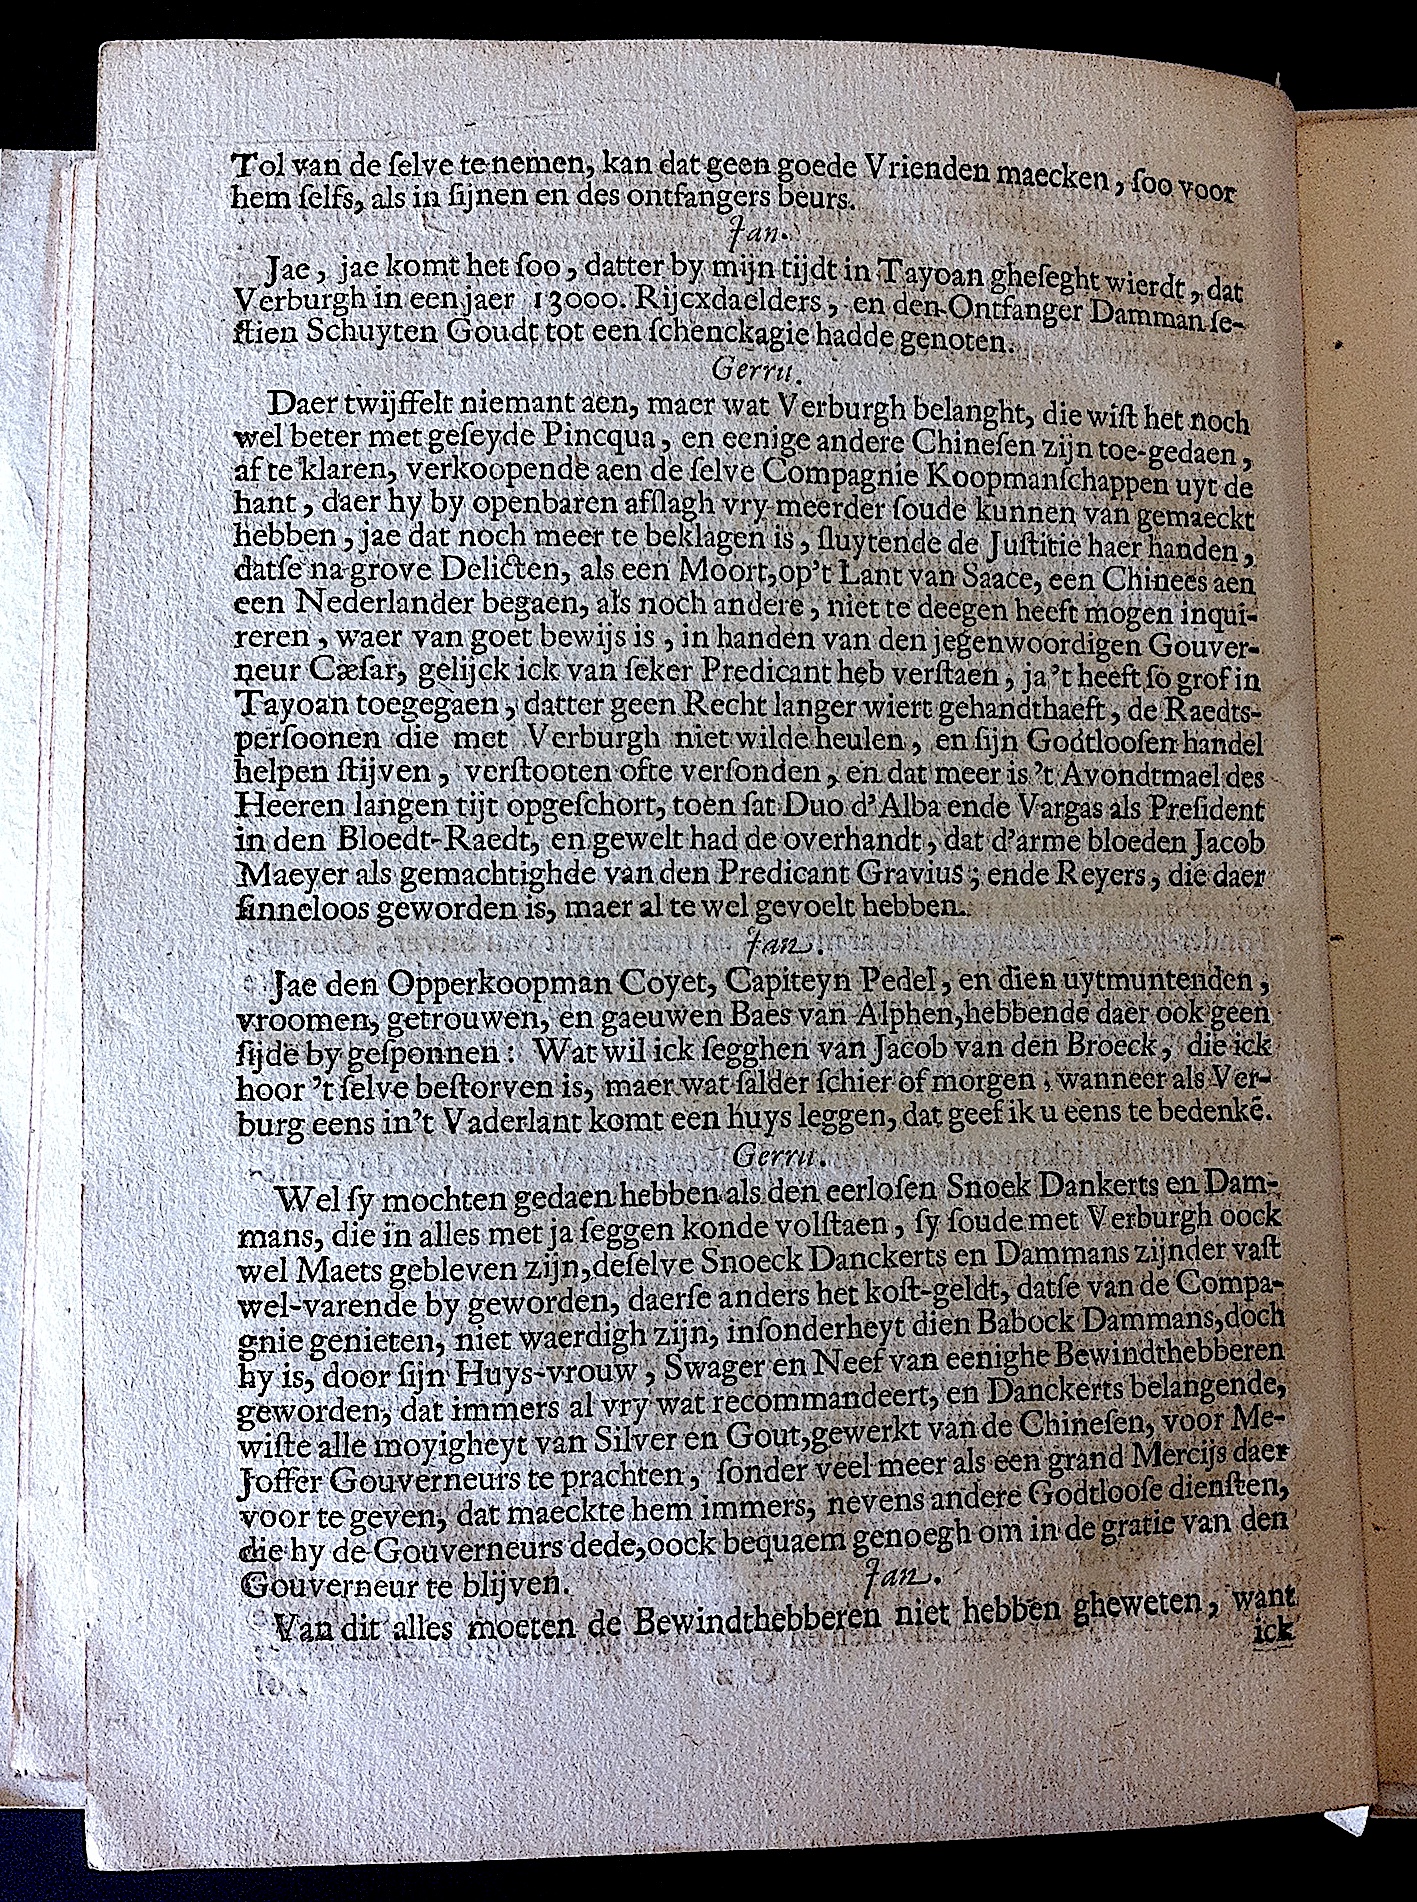 Tol van de ſelve te nemen, kan dat geen goede Vrienden maecken, ſoo voor
hem ſelfs, als in ſijnen en des ontfangers beurs.
Jan.
Jae, jae komt het ſoo, datter by mijn tijdt in Tayoan gheſeght wierdt, dat
Verburgh in een jaer 13000. Rijcxdaelders, en den Ontfanger Damman ſe-
ſtien Schuyten Goudt tot een ſchenckagie hadde genoten.
Gerru.
Daer twijffelt niemant aen, maer wat Verburgh belanght, die wiſt het noch
wel beter met geſeyde Pincqua, en eenige andere Chineſen zijn toe-gedaen,
af te klaren, verkoopende aen de ſelve Compagnie Koopmanſchappen uyt de
hant, daer hy by openbaren afſlagh vry meerder ſoude kunnen van gemaeckt
hebben, jae dat noch meer te beklagen is, ſluytende de Juſtitie haer handen,
datſe na grove Delicten, als een Moort, op't Lant van Saace, een Chinees aen
een Nederlander begaen, als noch andere, niet te deegen heeft mogen inqui-
reren, waer van goet bewijs is, in handen van den jegenwoordigen Gouver-
neur Cæſar, gelijck ick van ſeker Predicant heb verſtaen, ja 't heeft ſo grof in
Tayoan toegegaen, datter geen Recht langer wiert gehandthaeft, de Raedts-
perſoonen die met Verburgh niet wilde heulen, en ſijn Godtlooſen handel
helpen ſtijven, verſtooten ofte verſonden, en dat meer is 't Avondtmael des
Heeren langen tijt opgeſchort, toen ſat Duo d'Alba ende Vargas als Preſident
in den Bloedt-Raedt, en gewelt had de overhandt, dat d'arme bloeden Jacob
Maeyer als gemachtighde van den Predicant Gravius; ende Reyers, die daer
ſinneloos geworden is, maer al te wel gevoelt hebben.
Jan.
Jae den Opperkoopman Coyet, Capiteyn Pedel, en dien uytmuntenden,
vroomen, getrouwen, en gaeuwen Baes van Alphen, hebbende daer ook geen
ſijde by geſponnen: Wat wil ick ſegghen van Jacob van den Broeck, die ick
hoor 't ſelve beſtorven is, maer wat ſalder ſchier of morgen, wanneer als Ver-
burg eens in't Vaderlant komt een huys leggen, dat geef ik u eens te bedenkē.
Gerru.
Wel ſy mochten gedaen hebben als den eerloſen Snoek Dankerts en Dam-
mans, die in alles met ja ſeggen konde volſtaen, ſy ſoude met Verburgh oock
wel Maets gebleven zijn, deſelve Snoeck Danckerts en Dammans zijnder vaſt
wel-varende by geworden, daerſe anders het koſt-geldt, datſe van de Compa-
gnie genieten, niet waerdigh zijn, inſonderheyt dien Babock Dammans, doch
hy is, door ſijn Huys-vrouw, Swager en Neef van eenighe Bewindthebberen
geworden, dat immers al vry wat recommandeert, en Danckerts belangende,
wiſte alle moyigheyt van Silver en Gout, gewerkt van de Chineſen, voor Me-
Joffer Gouverneurs te prachten, ſonder veel meer als een grand Mercijs daer
voor te geven, dat maeckte hem immers, nevens andere Godtlooſe dienſten,
die hy de Gouverneurs dede, oock bequaem genoegh om in de gratie van den
Gouverneur te blijven.
Jan.
Van dit alles moeten de Bewindthebberen niet hebben gheweten, want
ick